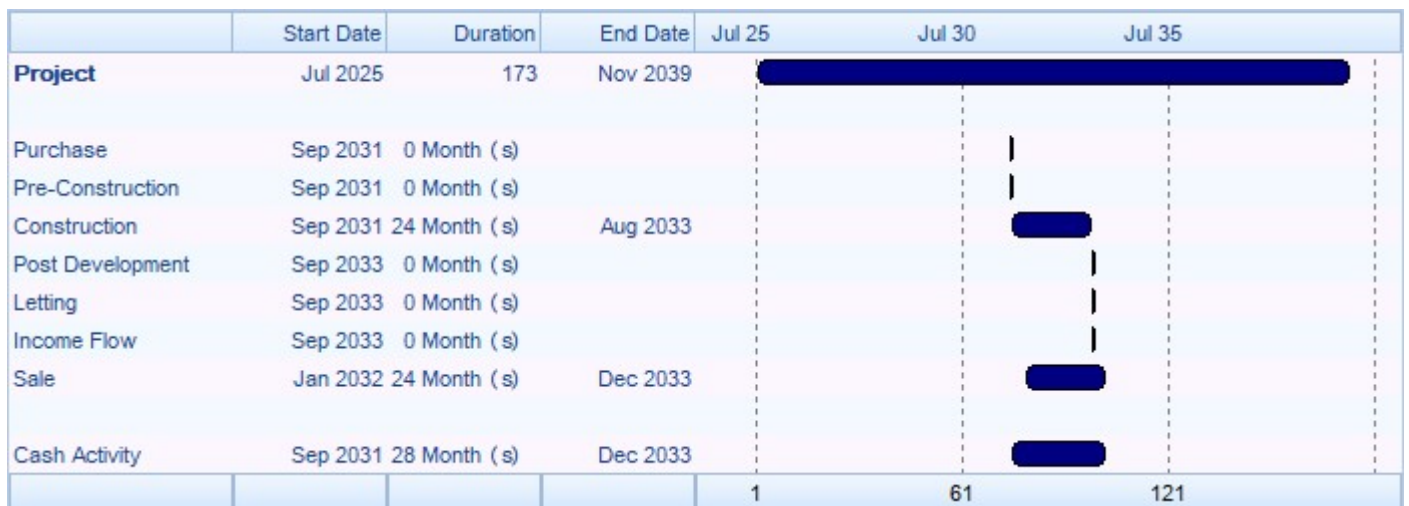 Start Date Duration End Date Jul 25 Jul 30 Jul 35
Project Jul 2025 173 Nov 2039
Purchase Sep 2031 0 Month (s)
Pre-Construction Sep 2031 0 Month (s)
Construction Sep 2031 24 Month (s) Aug 2033
Post Development Sep 2033 0 Month (s)
Letting Sep 2033 0 Month (s)
Income Flow Sep 2033 0 Month (s)
Sale Jan 2032 24 Month (s) Dec 2033
Cash Activity Sep 2031 28 Month (s) Dec 2033
1 61 121